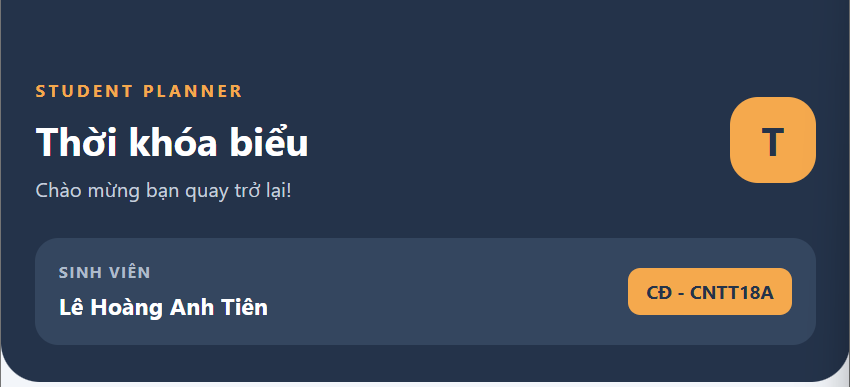 STUDENT PLANNER
Thời khóa biểu
Chào mừng bạn quay trở lại!
T
SINH VIÊN
Lê Hoàng Anh Tiên
CĐ - CNTT18A